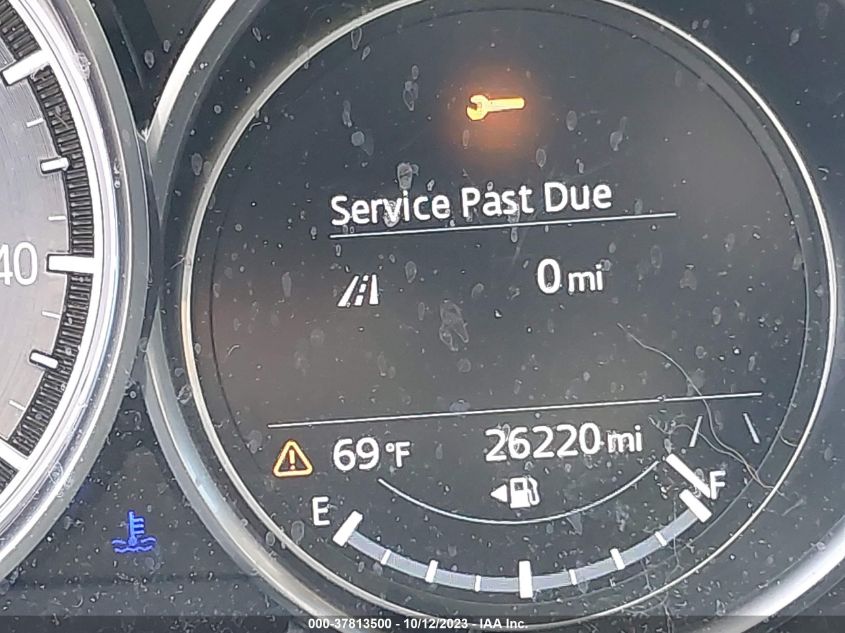 Service Past Due
0 mi
40
69°F
26220 mi
E
F
000-37813500 - 10/12/2023 - IAA Inc.